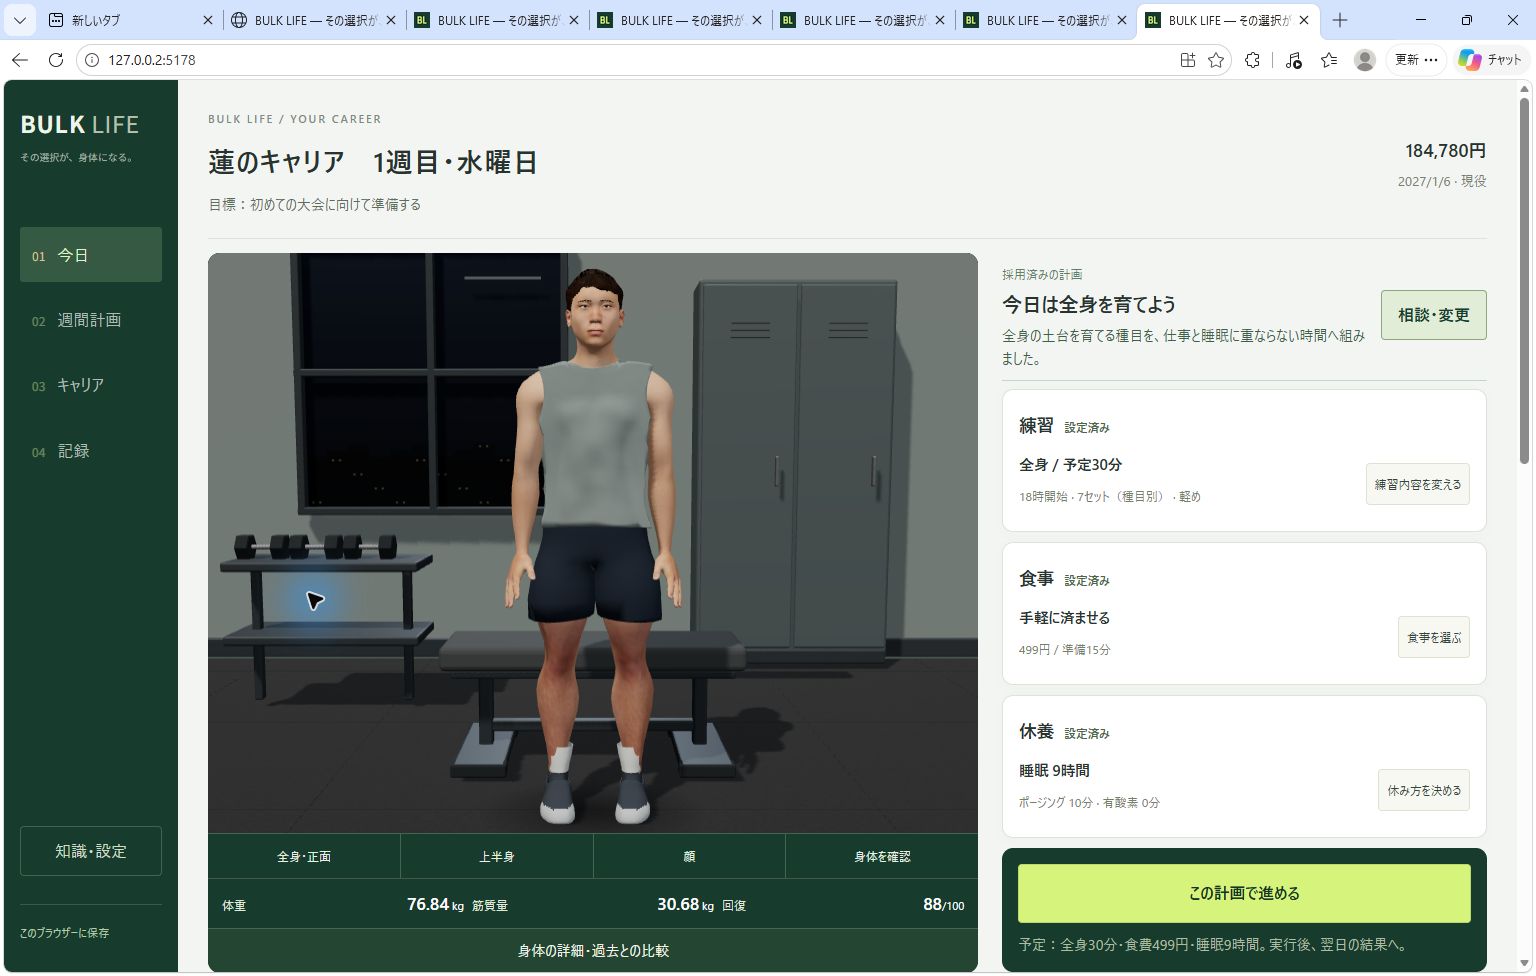 新しいタブ
BULK LIFE — その選択が
BL BULK LIFE — その選択が
BL BULK LIFE — その選択が
BL BULK LIFE — その選択が
BL BULK LIFE — その選択が
BL BULK LIFE — その選択が
127.0.0.2:5178
更新
チャット
BULK LIFE
その選択が、身体になる。
01 今日
02 週間計画
03 キャリア
04 記録
知識・設定
このブラウザーに保存
BULK LIFE / YOUR CAREER
蓮のキャリア 1週目・水曜日
目標：初めての大会に向けて準備する
184,780円
2027/1/6・現役
全身・正面
上半身
顔
身体を確認
体重 76.84 kg 筋質量 30.68 kg 回復 88/100
身体の詳細・過去との比較
採用済みの計画
今日は全身を育てよう
全身の土台を育てる種目を、仕事と睡眠に重ならない時間へ組み
ました。
相談・変更
練習 設定済み
全身 / 予定30分
18時開始・7セット（種目別）・軽め
練習内容を変える
食事 設定済み
手軽に済ませる
499円 / 準備15分
食事を選ぶ
休養 設定済み
睡眠 9時間
ポージング 10分・有酸素 0分
休み方を決める
この計画で進める
予定：全身30分・食費499円・睡眠9時間。実行後、翌日の結果へ。